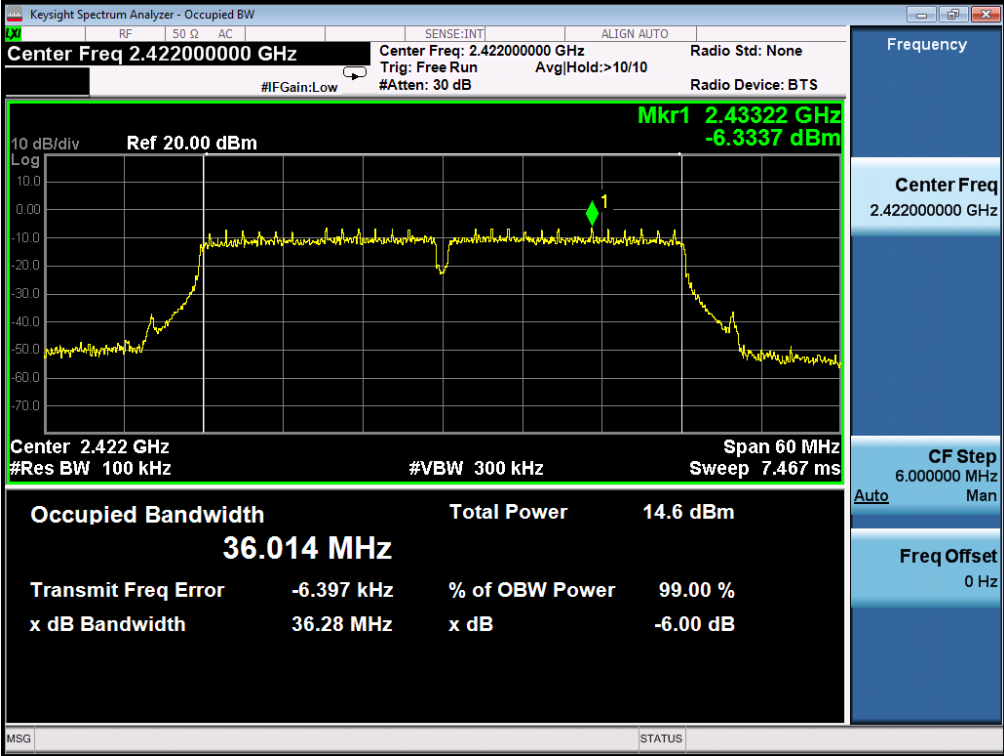 Keysight Spectrum Analyzer - Occupied BW
LXI RF 50 Ω AC SENSE:INT ALIGN AUTO
Center Freq 2.422000000 GHz
Center Freq: 2.422000000 GHz Radio Std: None
Trig: Free Run Avg|Hold:>10/10
#IFGain:Low #Atten: 30 dB Radio Device: BTS
Frequency
Mkr1 2.43322 GHz
-6.3337 dBm
10 dB/div Ref 20.00 dBm
Log
10.0
0.00
-10.0
-20.0
-30.0
-40.0
-50.0
-60.0
-70.0
1
Center 2.422 GHz Span 60 MHz
#Res BW 100 kHz #VBW 300 kHz Sweep 7.467 ms
Center Freq
2.422000000 GHz
CF Step
6.000000 MHz
Auto Man
Freq Offset
0 Hz
Occupied Bandwidth Total Power 14.6 dBm
36.014 MHz
Transmit Freq Error -6.397 kHz % of OBW Power 99.00 %
x dB Bandwidth 36.28 MHz x dB -6.00 dB
MSG STATUS